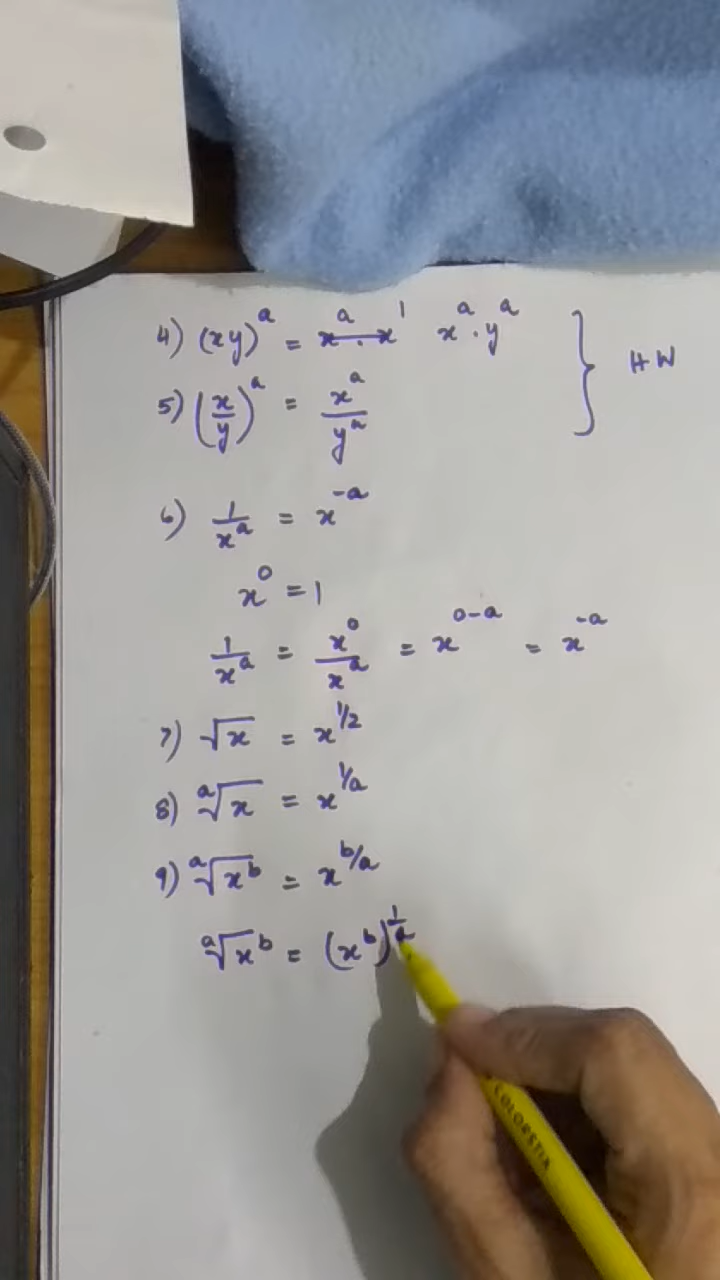 4) (xy)^a = x^a · x^1 x^a · y^a } HW
5) (x/y)^a = x^a/y^a
6) 1/x^a = x^-a
x^0 = 1
1/x^a = x^0/x^a = x^0-a = x^-a
7) √x = x^1/2
8) a√x = x^1/a
9) a√x^b = x^b/a
a√x^b = (x^b)^1/a
COLORSTIX